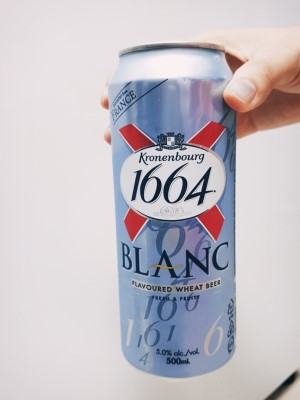 FRANCE
Kronenbourg
1664
BLANC
FLAVOURED WHEAT BEER
FRESH & FRUITY
5.0% alc./vol.
500mL